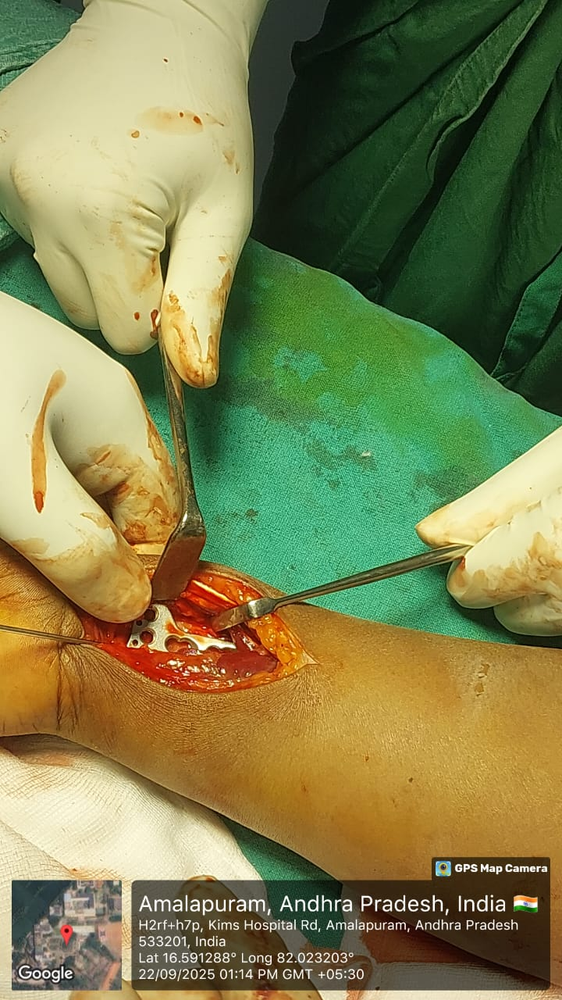 GPS Map Camera
Amalapuram, Andhra Pradesh, India
H2rf+h7p, Kims Hospital Rd, Amalapuram, Andhra Pradesh
533201, India
Lat 16.591288° Long 82.023203°
22/09/2025 01:14 PM GMT +05:30
Google